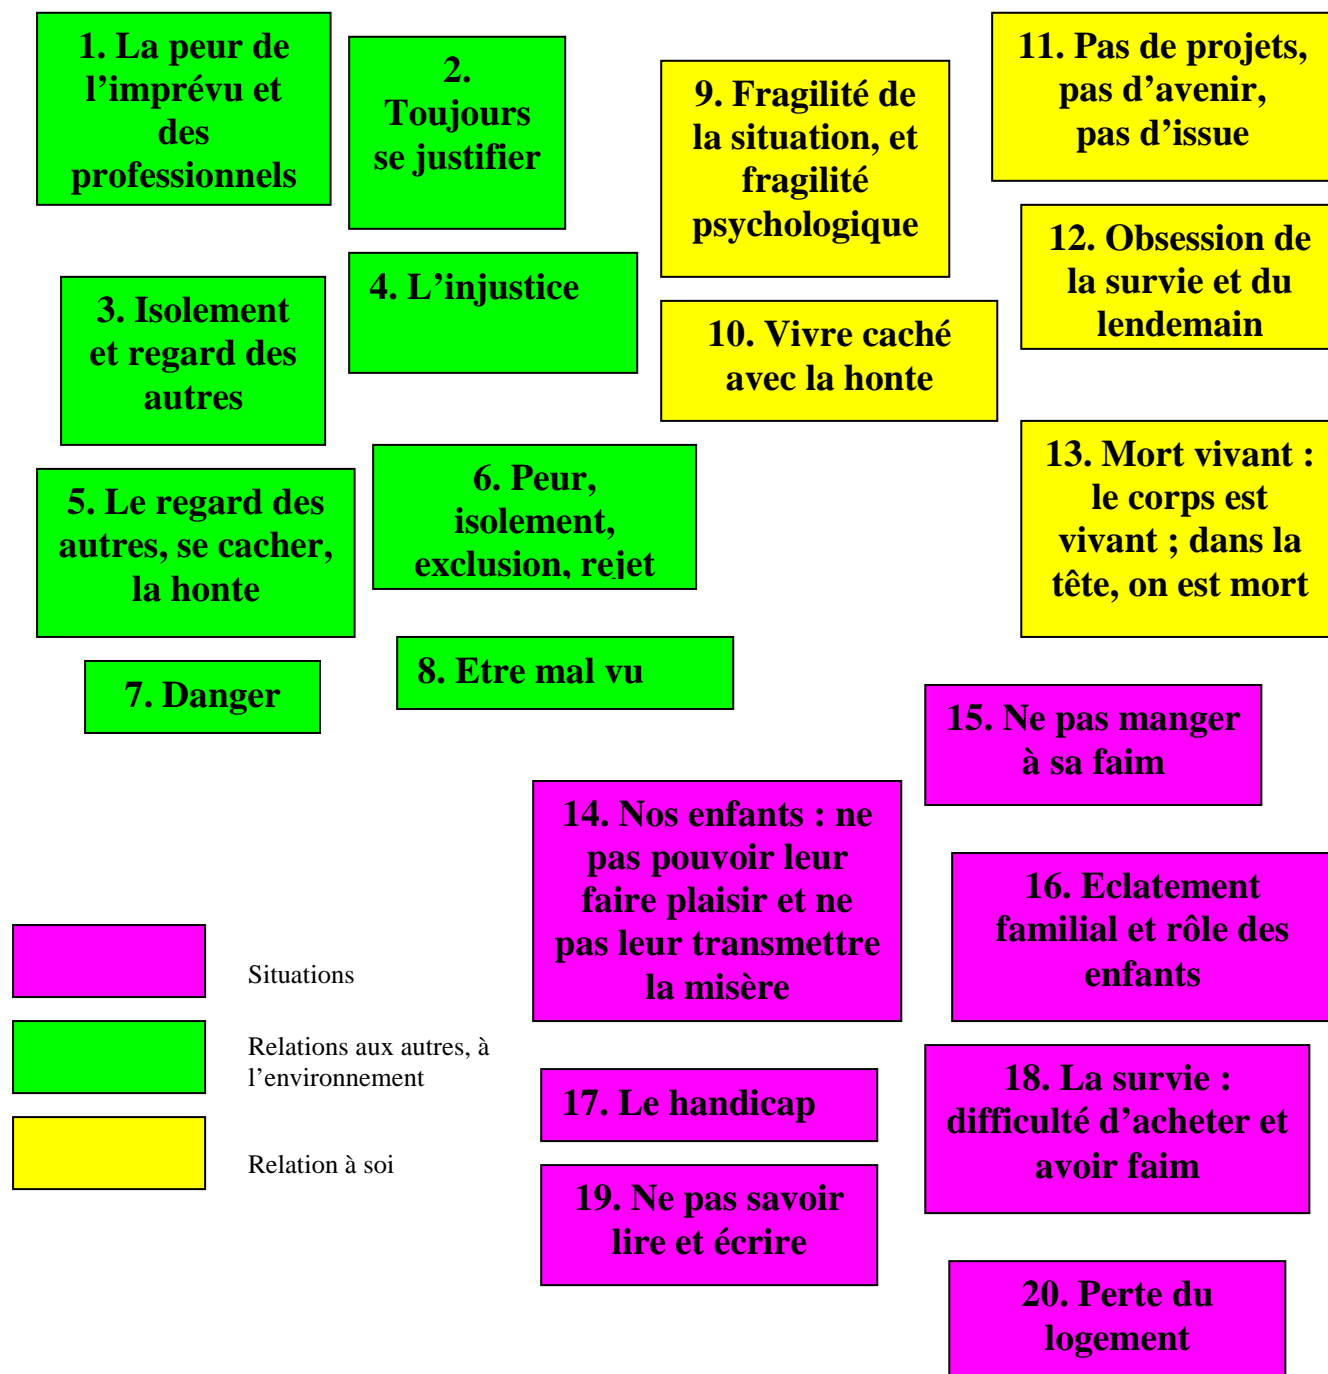 1. La peur de
l’imprévu et
des
professionnels
2.
Toujours
se justifier
3. Isolement
et regard des
autres
4. L’injustice
5. Le regard des
autres, se cacher,
la honte
6. Peur,
isolement,
exclusion, rejet
7. Danger
8. Etre mal vu
9. Fragilité de
la situation, et
fragilité
psychologique
10. Vivre caché
avec la honte
11. Pas de projets,
pas d’avenir,
pas d’issue
12. Obsession de
la survie et du
lendemain
13. Mort vivant :
le corps est
vivant ; dans la
tête, on est mort
14. Nos enfants : ne
pas pouvoir leur
faire plaisir et ne
pas leur transmettre
la misère
15. Ne pas manger
à sa faim
16. Eclatement
familial et rôle des
enfants
17. Le handicap
18. La survie :
difficulté d’acheter et
avoir faim
19. Ne pas savoir
lire et écrire
20. Perte du
logement
Situations
Relations aux autres, à
l’environnement
Relation à soi